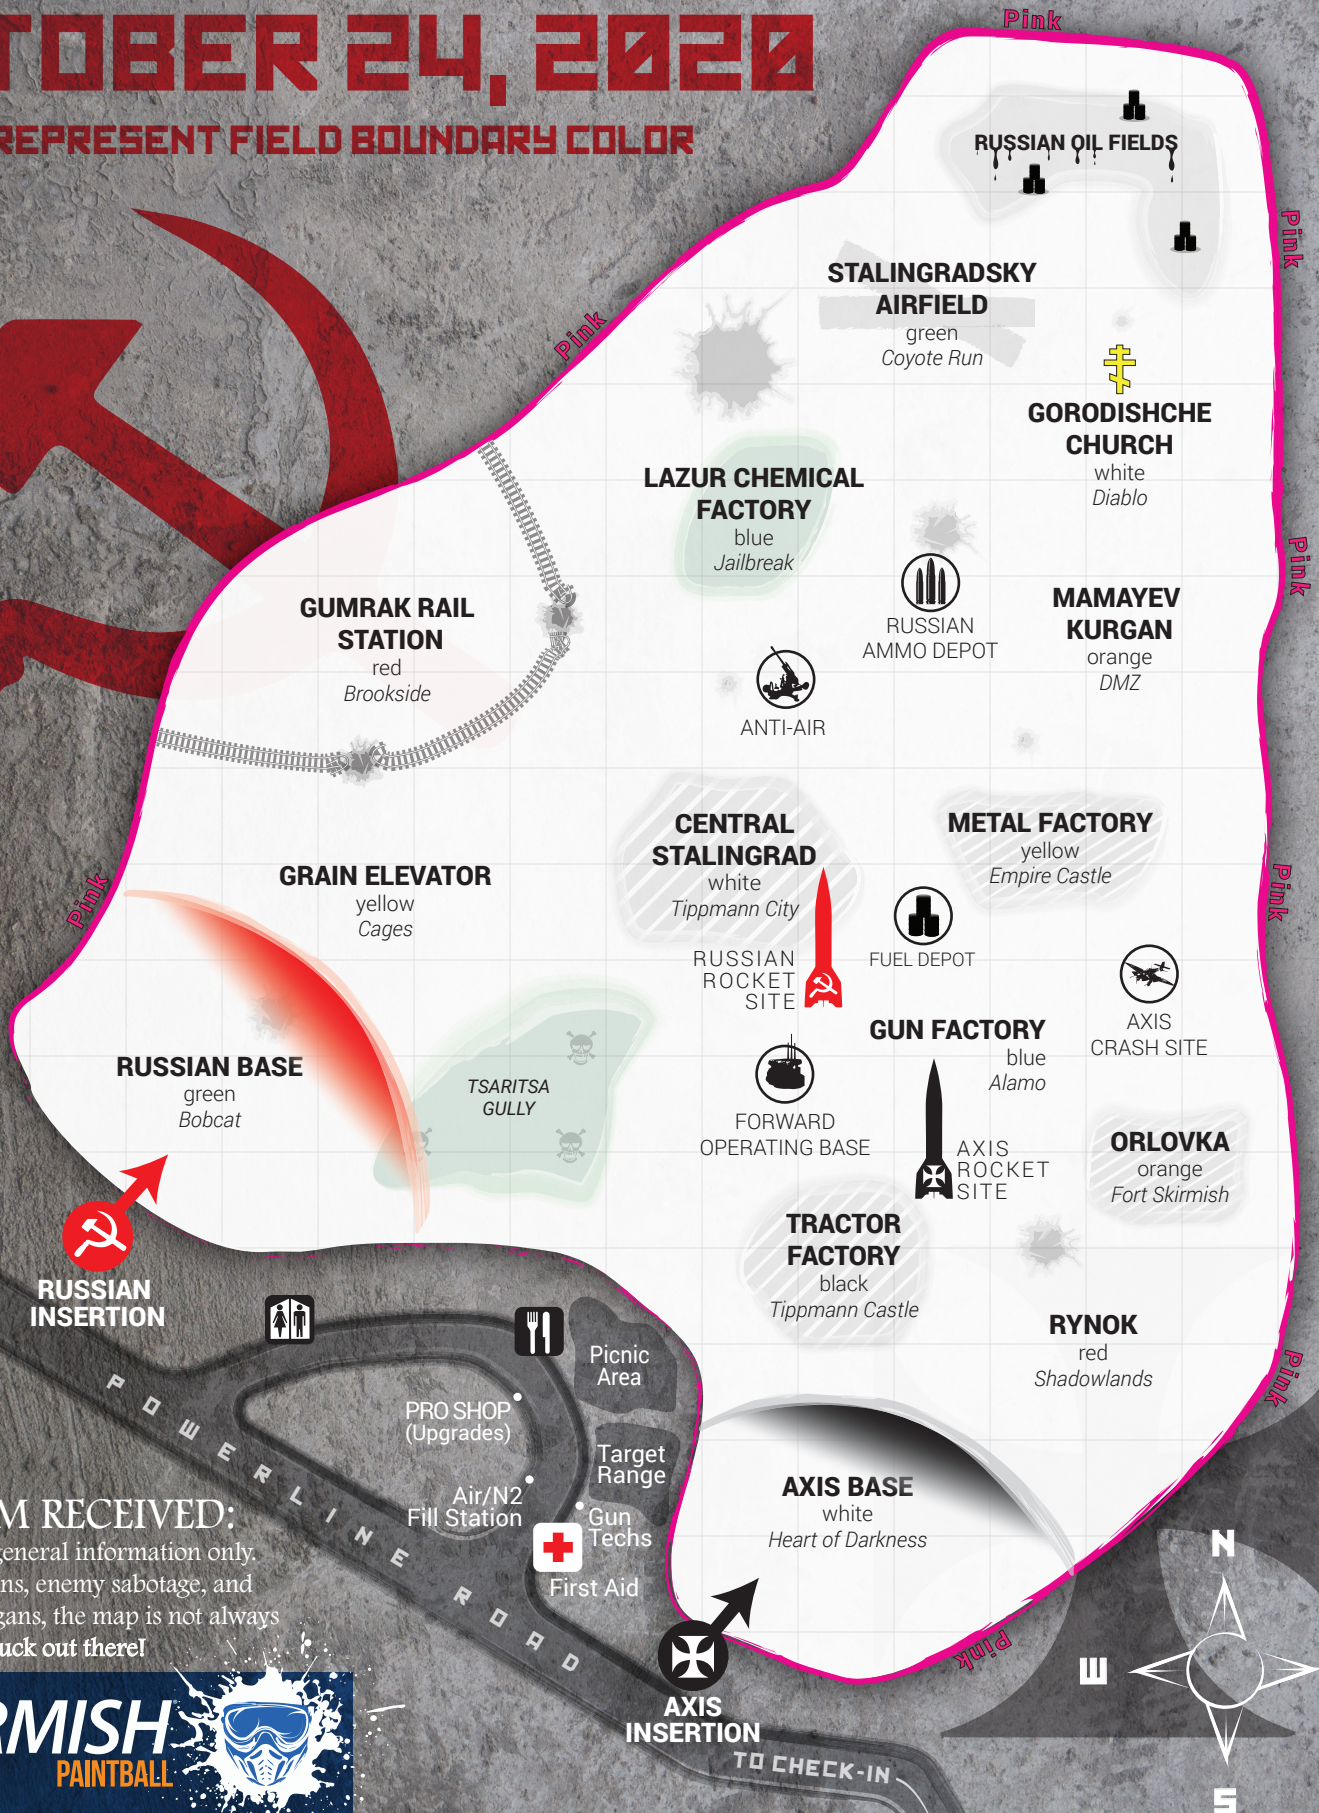 TOBER 24, 2020
REPRESENT FIELD BOUNDARY COLOR
Pink
RUSSIAN OIL FIELDS
Pink
STALINGRADSKY
AIRFIELD
green
Coyote Run
Pink
GORODISHCHE
CHURCH
white
Diablo
LAZUR CHEMICAL
FACTORY
blue
Jailbreak
Pink
GUMRAK RAIL
STATION
red
Brookside
RUSSIAN
AMMO DEPOT
MAMAYEV
KURGAN
orange
DMZ
ANTI-AIR
CENTRAL
STALINGRAD
white
Tippmann City
METAL FACTORY
yellow
Empire Castle
Pink
GRAIN ELEVATOR
yellow
Cages
Pink
RUSSIAN
ROCKET
SITE
FUEL DEPOT
AXIS
CRASH SITE
GUN FACTORY
blue
Alamo
RUSSIAN BASE
green
Bobcat
TSARITSA
GULLY
FORWARD
OPERATING BASE
AXIS
ROCKET
SITE
ORLOVKA
orange
Fort Skirmish
TRACTOR
FACTORY
black
Tippmann Castle
RUSSIAN
INSERTION
RYNOK
red
Shadowlands
Pink
Picnic
Area
PRO SHOP
(Upgrades)
Target
Range
Air/N2
Fill Station
Gun
Techs
First Aid
POWERLINE ROAD
AXIS BASE
white
Heart of Darkness
M RECEIVED:
general information only.
ns, enemy sabotage, and
gans, the map is not always
uck out there!
Pink
AXIS
INSERTION
TO CHECK-IN
N
W
S
RMISH
PAINTBALL